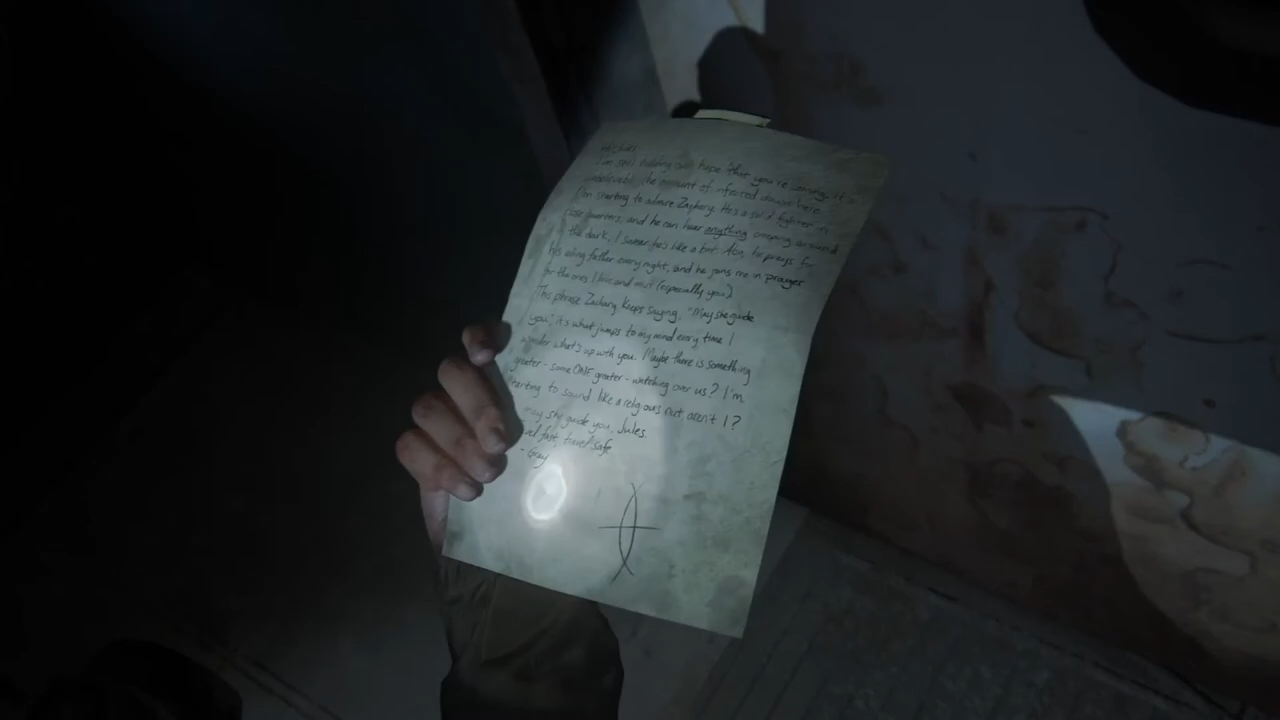 Hi Jules,
I'm still holding out hope that you're coming. It's
the amount of infected down here.
I'm starting to admire Zachary. He's a solid fighter in
close quarters, and he can hear anything creeping around
the dark, I swear he's like a bat. Also, he prays for
his ailing father every night, and he joins me in prayer
for the ones I love and miss (especially you).
This phrase Zachary keeps saying, "May she guide
you," it's what jumps to my mind every time I
wonder what's up with you. Maybe there is something
greater - some ONE greater - watching over us? I'm
starting to sound like a religious nut, aren't I?
may she guide you, Jules.
fast, travel safe
- Guy